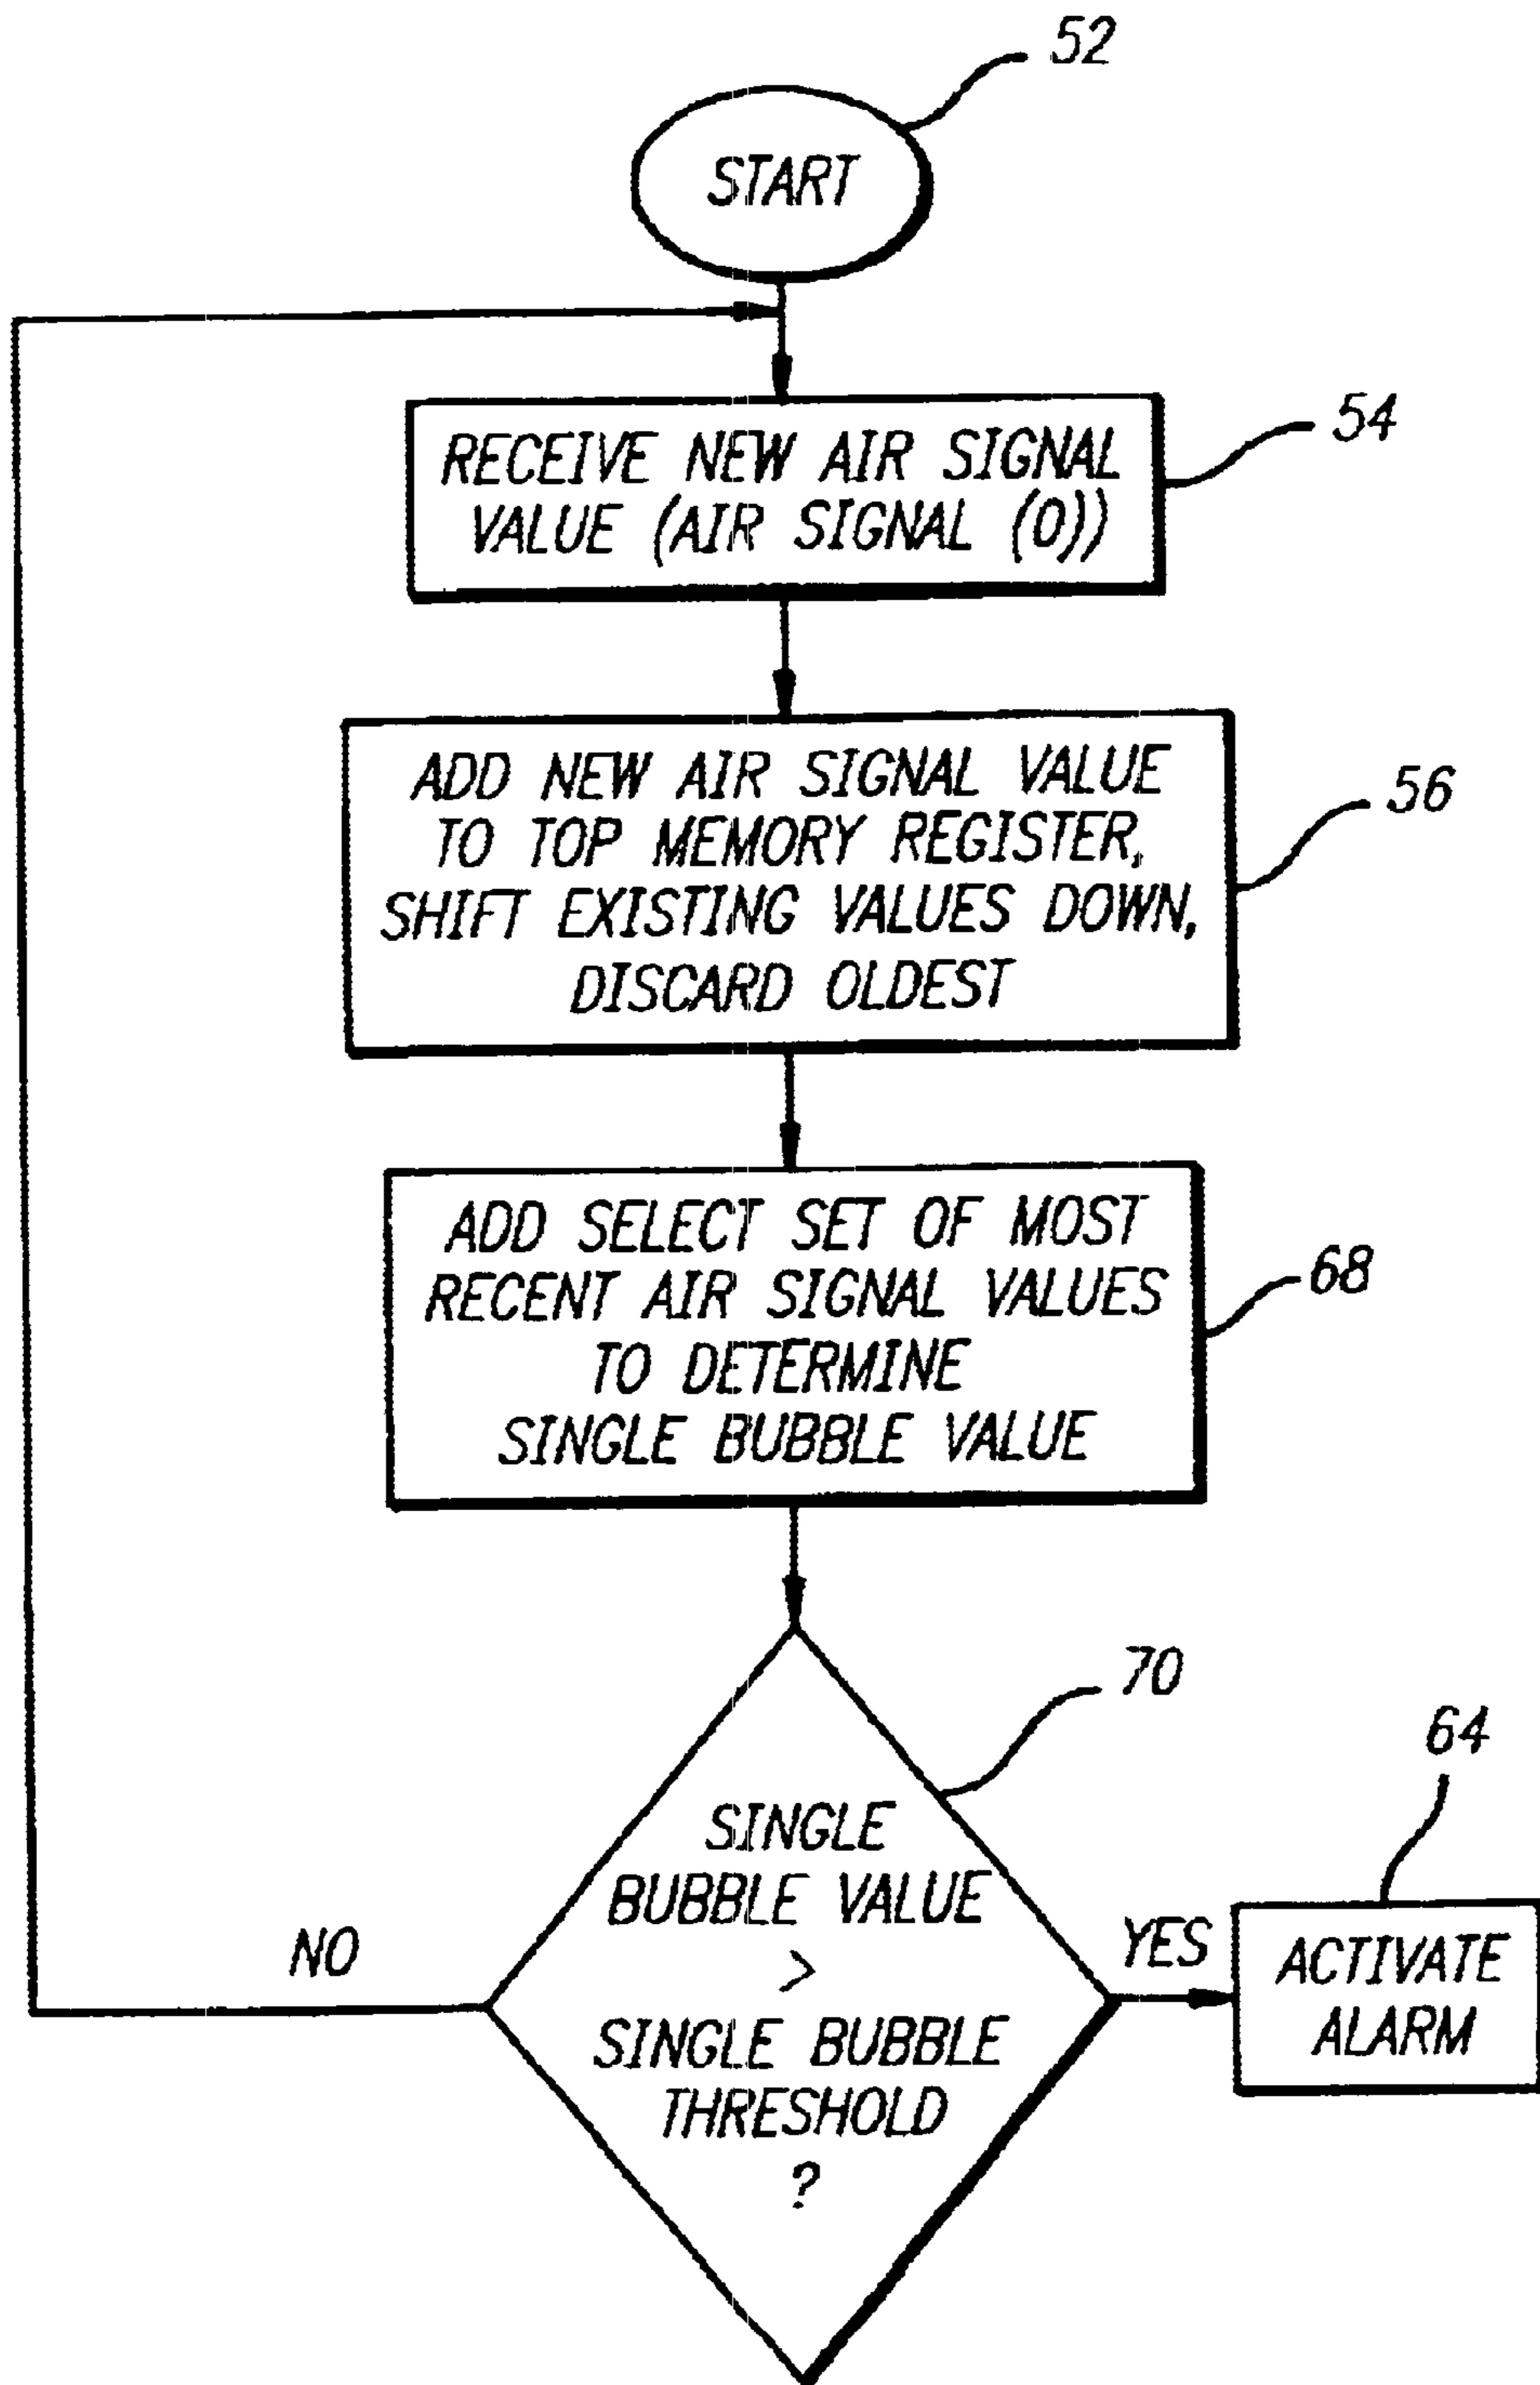 52
START
54
RECEIVE NEW AIR SIGNAL
VALUE (AIR SIGNAL (0))
56
ADD NEW AIR SIGNAL VALUE
TO TOP MEMORY REGISTER,
SHIFT EXISTING VALUES DOWN,
DISCARD OLDEST
68
ADD SELECT SET OF MOST
RECENT AIR SIGNAL VALUES
TO DETERMINE
SINGLE BUBBLE VALUE
70
64
SINGLE
BUBBLE VALUE
>
SINGLE BUBBLE
THRESHOLD
?
NO
YES
ACTIVATE
ALARM